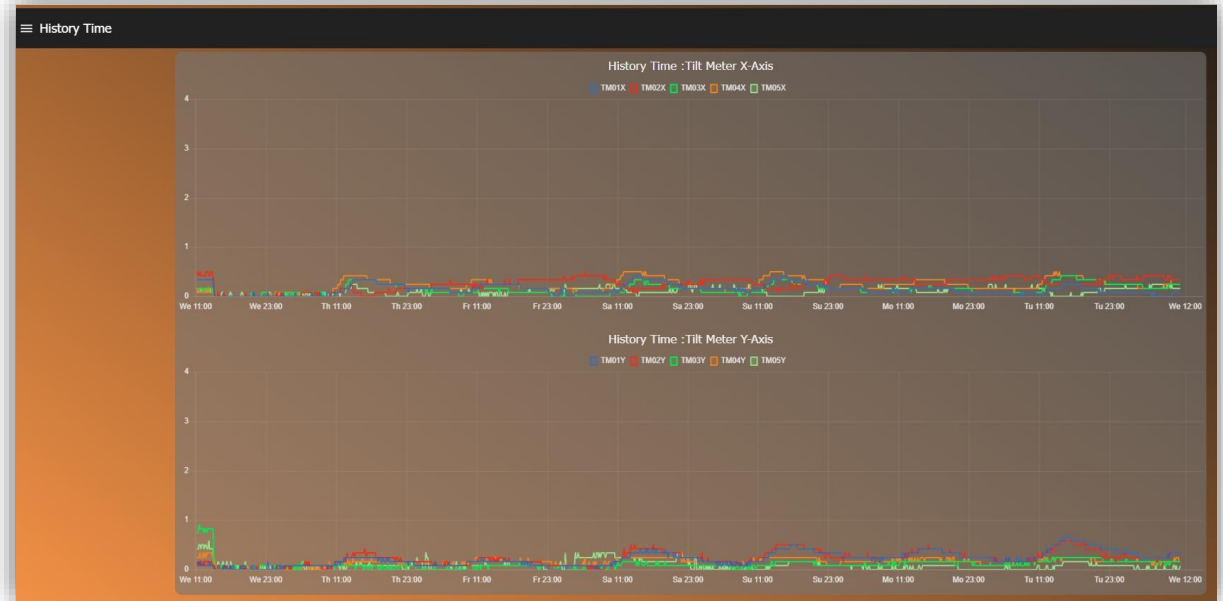 History Time
History Time :Tilt Meter X-Axis
TM01X TM02X TM03X TM04X TM05X
4
3
2
1
0
We 11:00 We 23:00 Th 11:00 Th 23:00 Fr 11:00 Fr 23:00 Sa 11:00 Sa 23:00 Su 11:00 Su 23:00 Mo 11:00 Mo 23:00 Tu 11:00 Tu 23:00 We 12:00
History Time :Tilt Meter Y-Axis
TM01Y TM02Y TM03Y TM04Y TM05Y
4
3
2
1
0
We 11:00 We 23:00 Th 11:00 Th 23:00 Fr 11:00 Fr 23:00 Sa 11:00 Sa 23:00 Su 11:00 Su 23:00 Mo 11:00 Mo 23:00 Tu 11:00 Tu 23:00 We 12:00